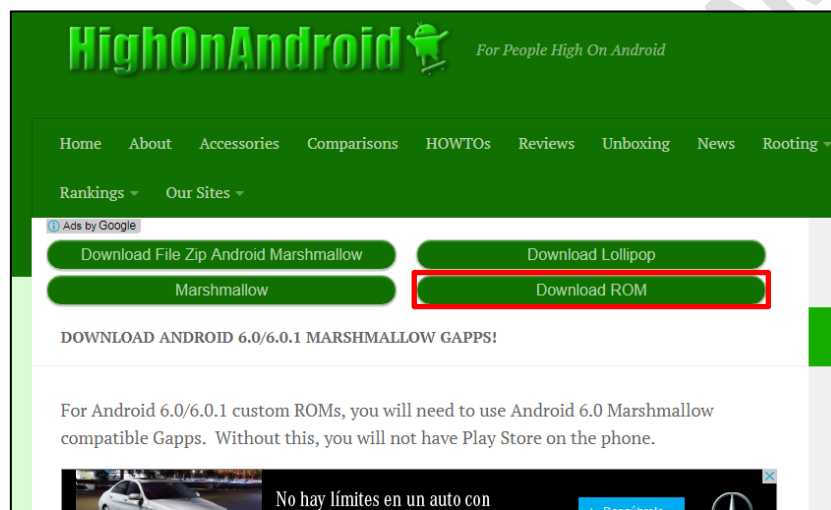 HighOnAndroid
For People High On Android
Home About Accessories Comparisons HOWTOs Reviews Unboxing News Rooting
Rankings Our Sites
Ads by Google
Download File Zip Android Marshmallow Download Lollipop
Marshmallow Download ROM
DOWNLOAD ANDROID 6.0/6.0.1 MARSHMALLOW GAPPS!
For Android 6.0/6.0.1 custom ROMs, you will need to use Android 6.0 Marshmallow
compatible Gapps. Without this, you will not have Play Store on the phone.
No hay límites en un auto con